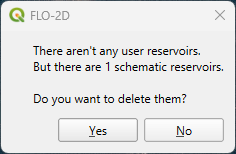 FLO-2D
There aren't any user reservoirs.
But there are 1 schematic reservoirs.
Do you want to delete them?
Yes No